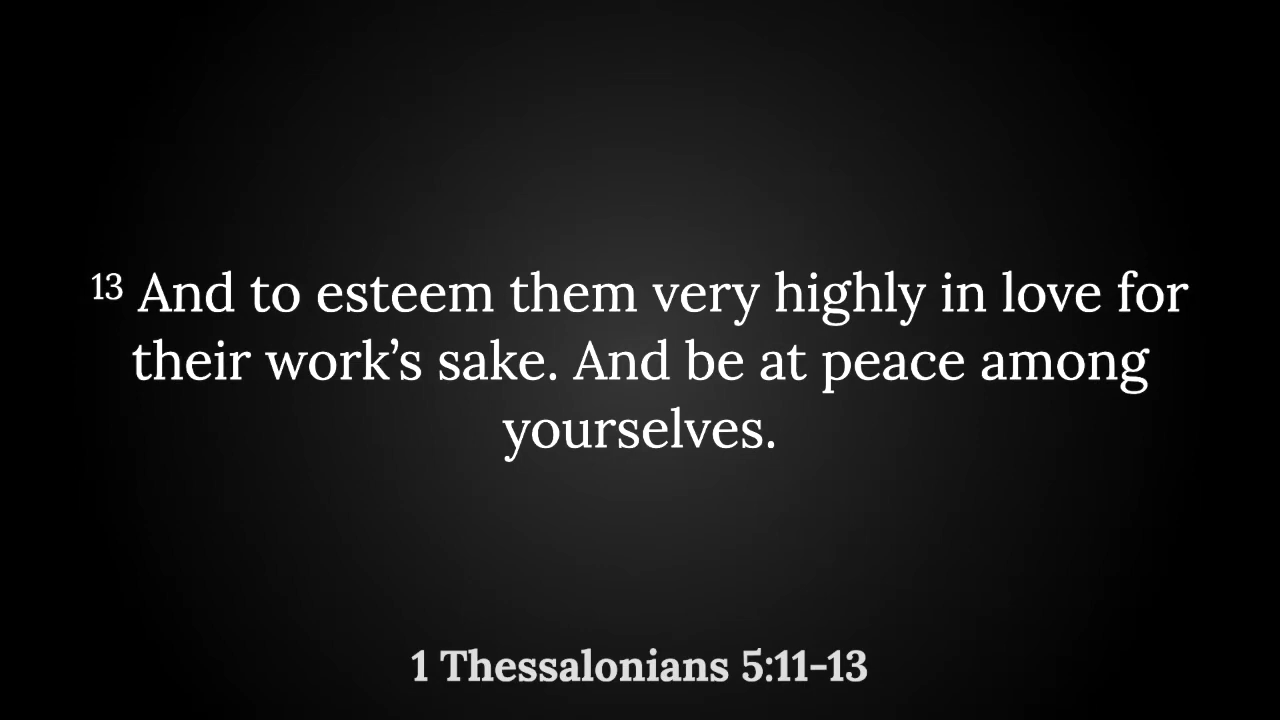 ¹³ And to esteem them very highly in love for
their work’s sake. And be at peace among
yourselves.
1 Thessalonians 5:11-13